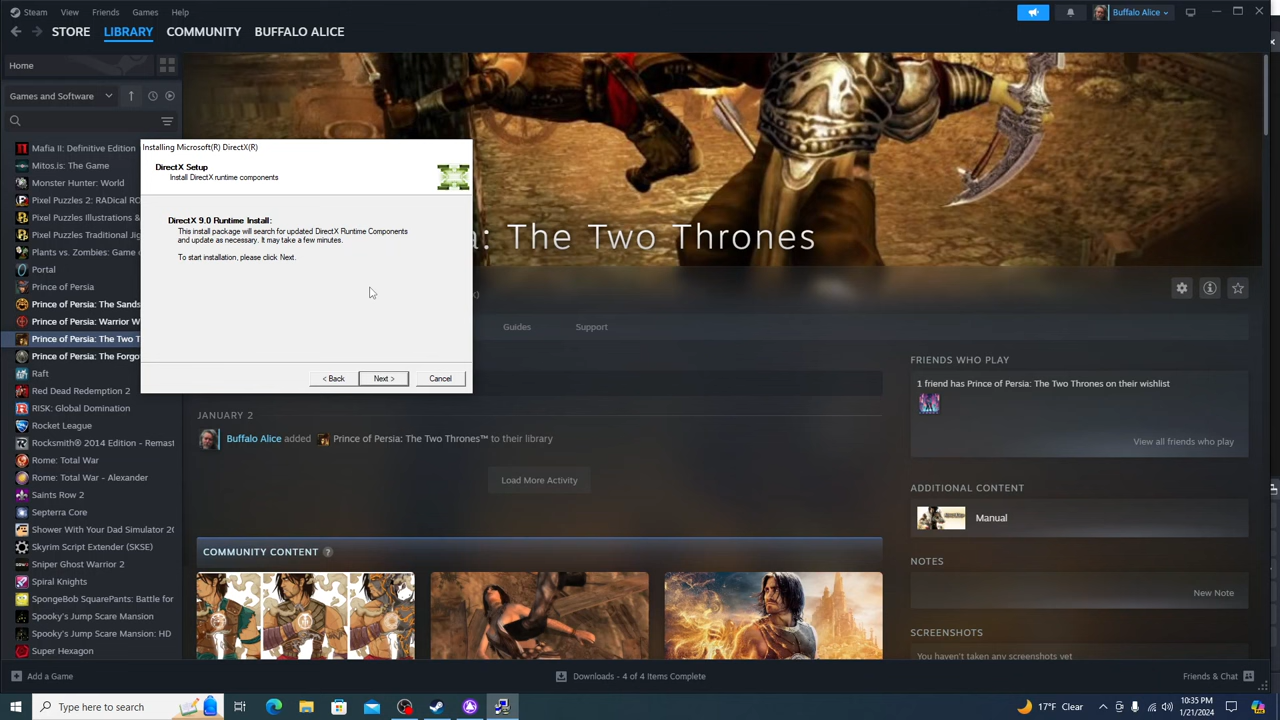 Steam View Friends Games Help
Buffalo Alice
STORE LIBRARY COMMUNITY BUFFALO ALICE
Home
Games and Software
Mafia II: Definitive Edition
Mitos.is: The Game
Monster Hunter: World
Pixel Puzzles 2: RADical RO
Pixel Puzzles Illustrations &
Pixel Puzzles Traditional Jig
Plants vs. Zombies: Game o
Portal
Prince of Persia
Prince of Persia: The Sands
Prince of Persia: Warrior W
Prince of Persia: The Two T
Prince of Persia: The Forgo
Raft
Red Dead Redemption 2
RISK: Global Domination
Rocket League
Rocksmith® 2014 Edition - Remast
Rome: Total War
Rome: Total War - Alexander
Saints Row 2
Septerra Core
Shower With Your Dad Simulator 20
Skyrim Script Extender (SKSE)
Sniper Ghost Warrior 2
Spiral Knights
SpongeBob SquarePants: Battle for
Spooky's Jump Scare Mansion
Spooky's Jump Scare Mansion: HD
Super Hexagon
Installing Microsoft(R) DirectX(R)
DirectX Setup
Install DirectX runtime components
DirectX 9.0 Runtime Install:
This install package will search for updated DirectX Runtime Components
and update as necessary. It may take a few minutes.
To start installation, please click Next.
< Back Next > Cancel
a: The Two Thrones
Guides Support
JANUARY 2
Buffalo Alice added Prince of Persia: The Two Thrones™ to their library
Load More Activity
COMMUNITY CONTENT ?
FRIENDS WHO PLAY
1 friend has Prince of Persia: The Two Thrones on their wishlist
View all friends who play
ADDITIONAL CONTENT
Manual
NOTES
New Note
SCREENSHOTS
You haven't taken any screenshots yet
Add a Game
Downloads - 4 of 4 Items Complete
Friends & Chat
Type here to search
17°F Clear
10:35 PM
1/21/2024